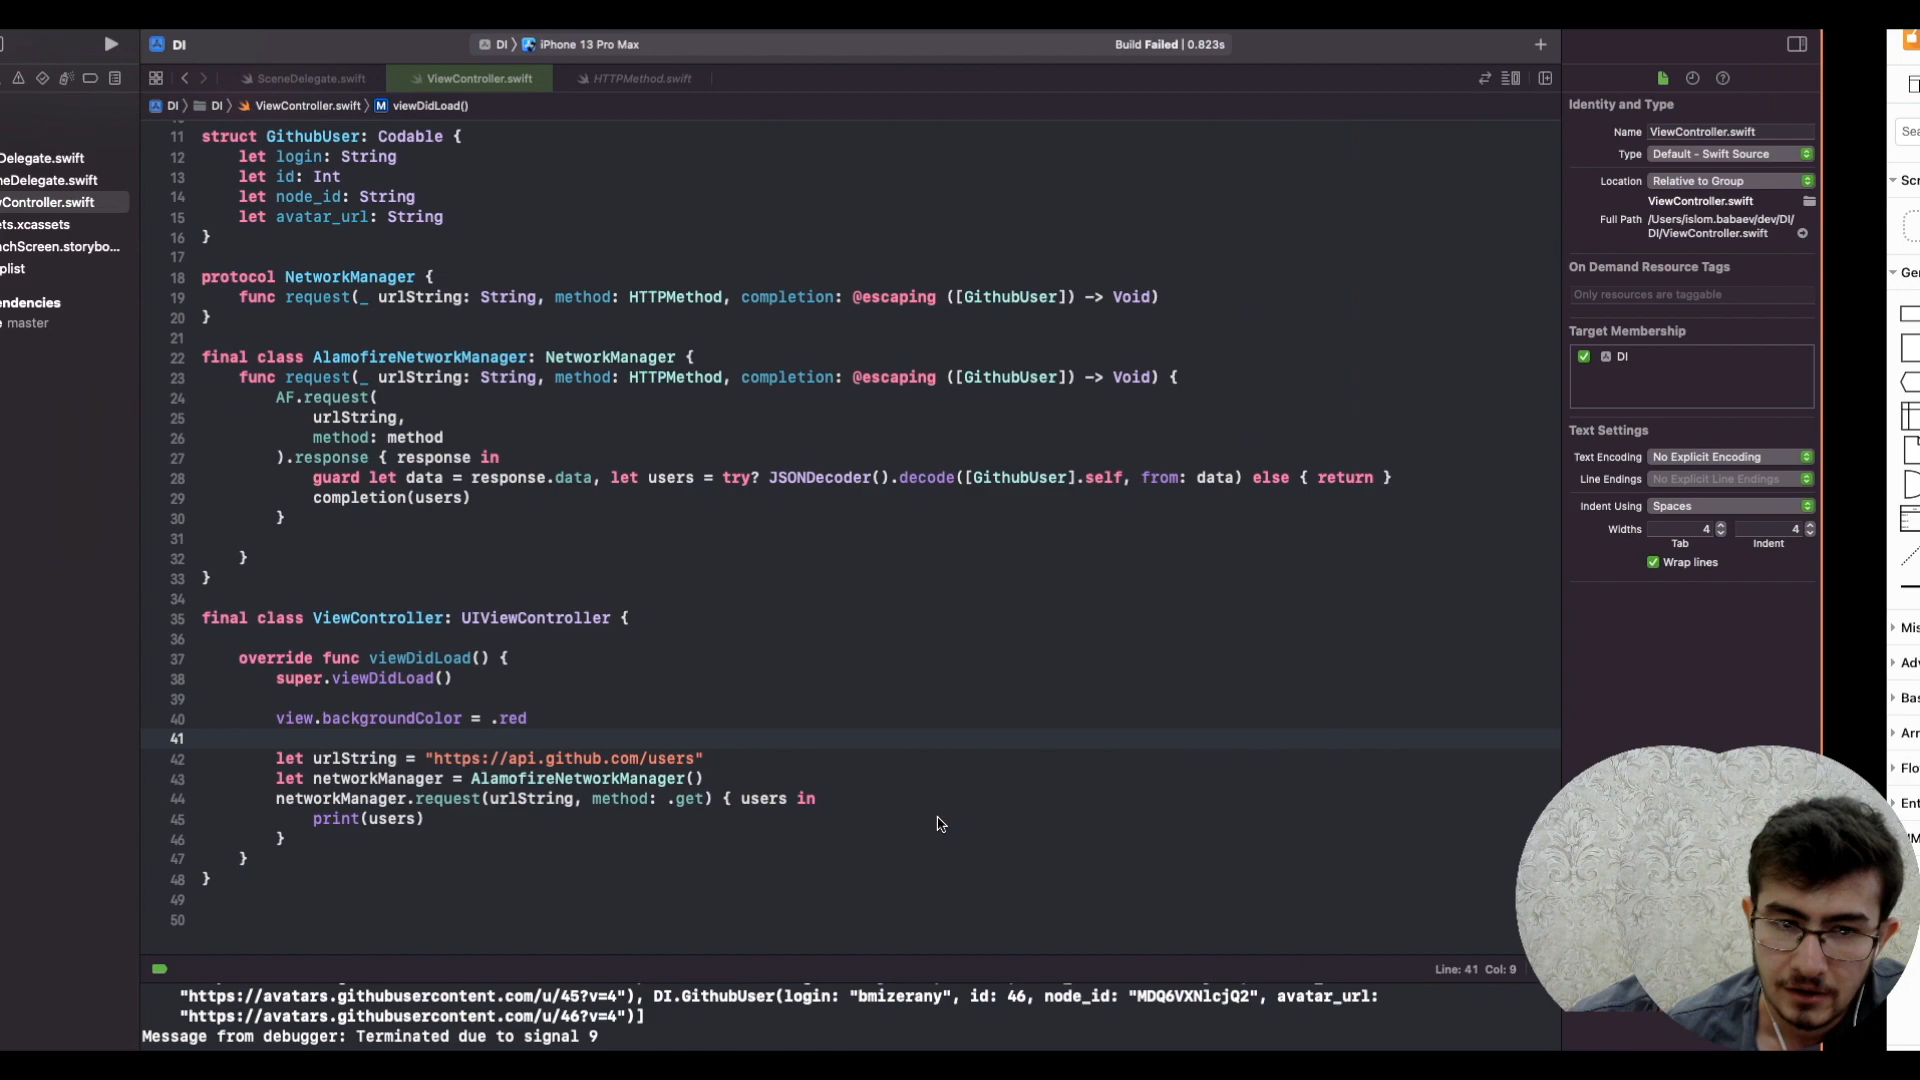 DI
DI
iPhone 13 Pro Max
Build Failed | 0.823s
SceneDelegate.swift
ViewController.swift
HTTPMethod.swift
DI
DI
ViewController.swift
M
viewDidLoad()
Delegate.swift
neDelegate.swift
wController.swift
ets.xcassets
nchScreen.storybo...
plist
endencies
e master
11 struct GithubUser: Codable {
12 let login: String
13 let id: Int
14 let node_id: String
15 let avatar_url: String
16 }
17
18 protocol NetworkManager {
19 func request(_ urlString: String, method: HTTPMethod, completion: @escaping ([GithubUser]) -> Void)
20 }
21
22 final class AlamofireNetworkManager: NetworkManager {
23 func request(_ urlString: String, method: HTTPMethod, completion: @escaping ([GithubUser]) -> Void) {
24 AF.request(
25 urlString,
26 method: method
27 ).response { response in
28 guard let data = response.data, let users = try? JSONDecoder().decode([GithubUser].self, from: data) else { return }
29 completion(users)
30 }
31
32 }
33 }
34
35 final class ViewController: UIViewController {
36
37 override func viewDidLoad() {
38 super.viewDidLoad()
39
40 view.backgroundColor = .red
41
42 let urlString = "https://api.github.com/users"
43 let networkManager = AlamofireNetworkManager()
44 networkManager.request(urlString, method: .get) { users in
45 print(users)
46 }
47 }
48 }
49
50
Line: 41 Col: 9
"https://avatars.githubusercontent.com/u/45?v=4"), DI.GithubUser(login: "bmizerany", id: 46, node_id: "MDQ6VXNlcjQ2", avatar_url:
"https://avatars.githubusercontent.com/u/46?v=4")]
Message from debugger: Terminated due to signal 9
Identity and Type
Name ViewController.swift
Type Default - Swift Source
Location Relative to Group
ViewController.swift
Full Path /Users/islom.babaev/dev/DI/
DI/ViewController.swift
On Demand Resource Tags
Only resources are taggable
Target Membership
DI
Text Settings
Text Encoding No Explicit Encoding
Line Endings No Explicit Line Endings
Indent Using Spaces
Widths 4 4
Tab Indent
Wrap lines
Sea
Scr
Ger
Mis
Adv
Bas
Arr
Flo
Ent